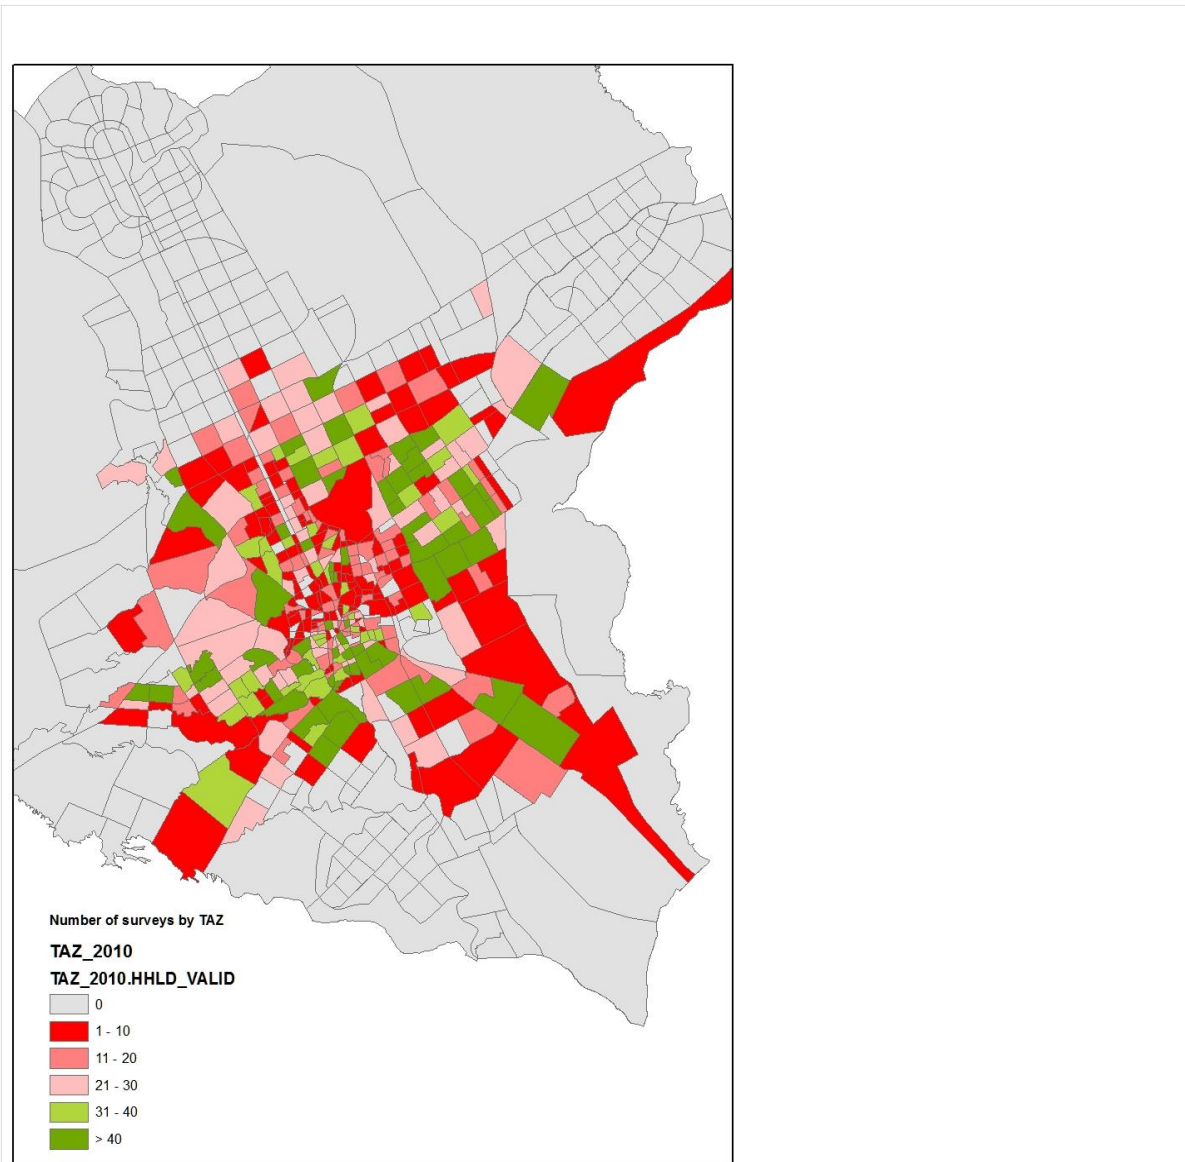 Number of surveys by TAZ
TAZ_2010
TAZ_2010.HHLD_VALID
0
1 - 10
11 - 20
21 - 30
31 - 40
> 40